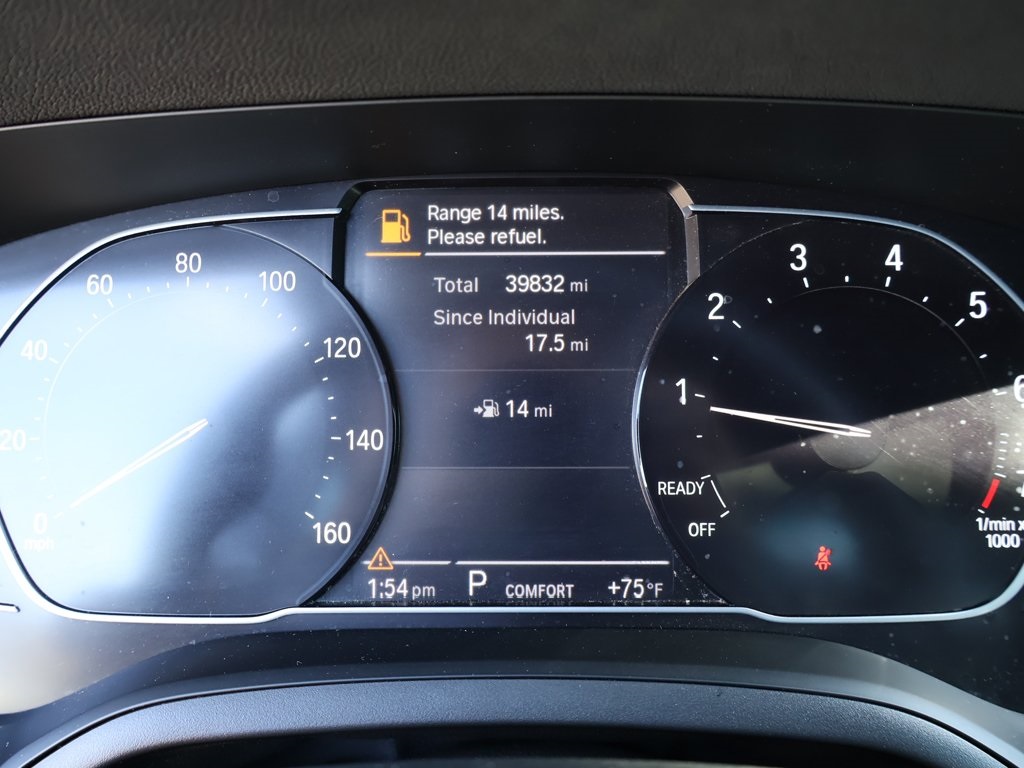 Range 14 miles.
Please refuel.
Total 39832 mi
Since Individual
17.5 mi
14 mi
1:54 pm P COMFORT +75°F
0
20
40
60
80
100
120
140
160
mph
OFF
READY
1
2
3
4
5
6
1/min x
1000